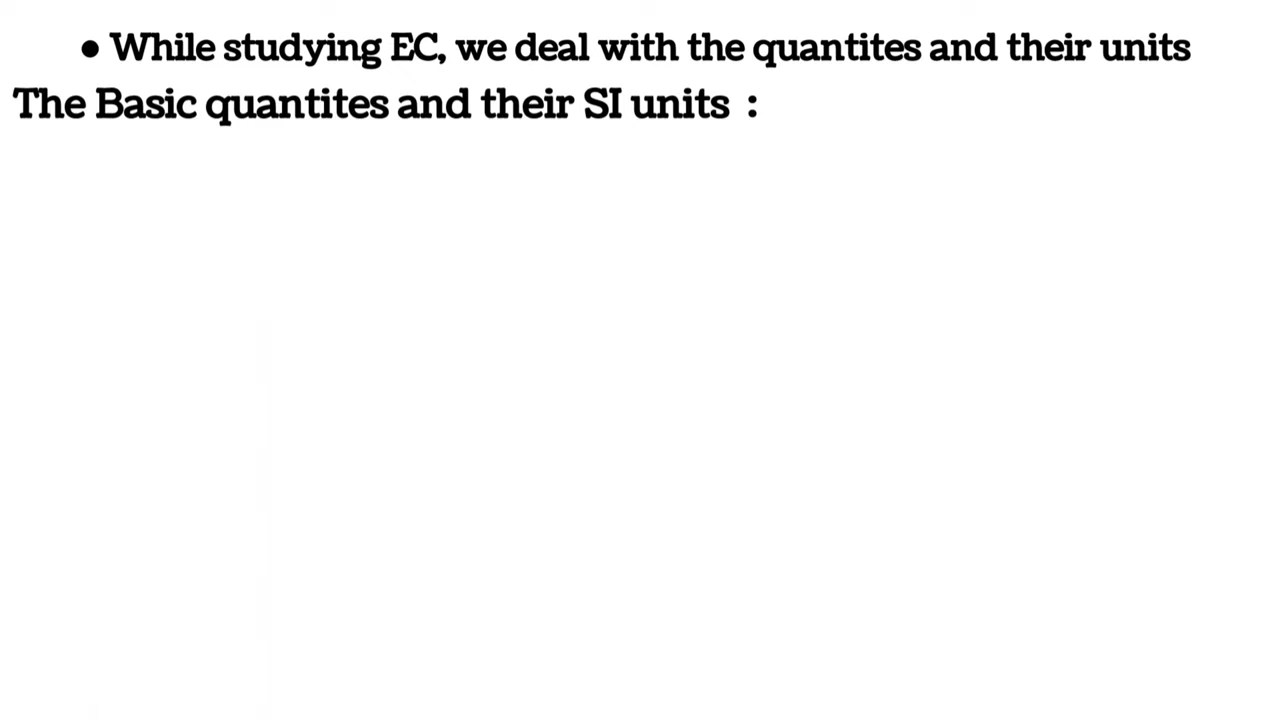 ● While studying EC, we deal with the quantites and their units
The Basic quantites and their SI units :